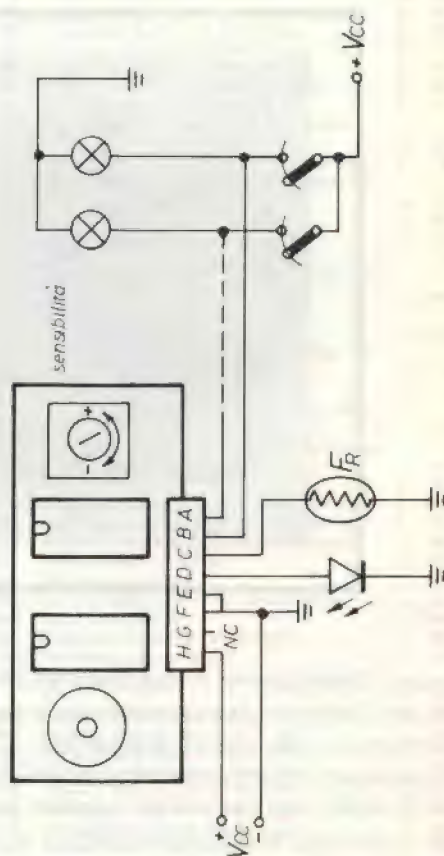 + Vcc
sensibilità
- +
H G F E D C B A
FR
NC
+
Vcc
-